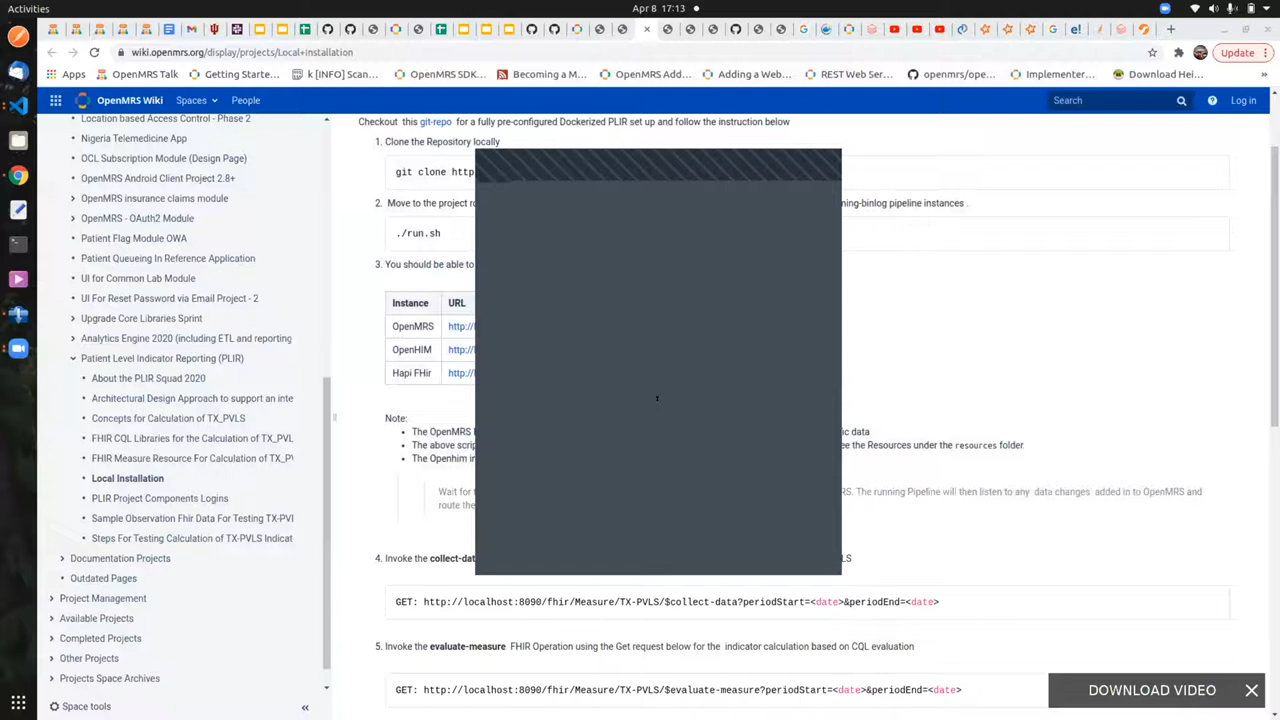 Activities
Apr 8 17:13
wiki.openmrs.org/display/projects/Local+installation
Update
Apps
OpenMRS Talk
Getting Starte...
k [INFO] Scan...
OpenMRS SDK...
Becoming a M...
OpenMRS Add...
Adding a Web...
REST Web Ser...
openmrs/ope...
Implementer...
Download Hei...
»
OpenMRS Wiki
Spaces
People
Search
Log in
Location based Access Control - Phase 2
Nigeria Telemedicine App
OCL Subscription Module (Design Page)
OpenMRS Android Client Project 2.8+
OpenMRS insurance claims module
OpenMRS - OAuth2 Module
Patient Flag Module OWA
Patient Queueing In Reference Application
UI for Common Lab Module
UI For Reset Password via Email Project - 2
Upgrade Core Libraries Sprint
Analytics Engine 2020 (including ETL and reporting
Patient Level Indicator Reporting (PLIR)
About the PLIR Squad 2020
Architectural Design Approach to support an inte
Concepts for Calculation of TX_PVLS
FHIR CQL Libraries for the Calculation of TX_PVL
FHIR Measure Resource For Calculation of TX_P
Local Installation
PLIR Project Components Logins
Sample Observation Fhir Data For Testing TX-PVI
Steps For Testing Calculation of TX-PVLS Indicat
Documentation Projects
Outdated Pages
Project Management
Available Projects
Completed Projects
Other Projects
Projects Space Archives
Space tools
«
Checkout this git-repo for a fully pre-configured Dockerized PLIR set up and follow the instruction below
1. Clone the Repository locally
git clone http
2. Move to the project ro
ming-binlog pipeline instances .
./run.sh
3. You should be able to
Instance URL
OpenMRS http://
OpenHIM http://
Hapi FHir http://
Note:
The OpenMRS
ic data
The above scrip
ee the Resources under the resources folder
The Openhim in
Wait for
RS. The running Pipeline will then listen to any data changes added in to OpenMRS and
route the
4. Invoke the collect-dat
LS
GET: http://localhost:8090/fhir/Measure/TX-PVLS/$collect-data?periodStart=<date>&periodEnd=<date>
5. Invoke the evaluate-measure FHIR Operation using the Get request below for the indicator calculation based on CQL evaluation
GET: http://localhost:8090/fhir/Measure/TX-PVLS/$evaluate-measure?periodStart=<date>&periodEnd=<date>
DOWNLOAD VIDEO